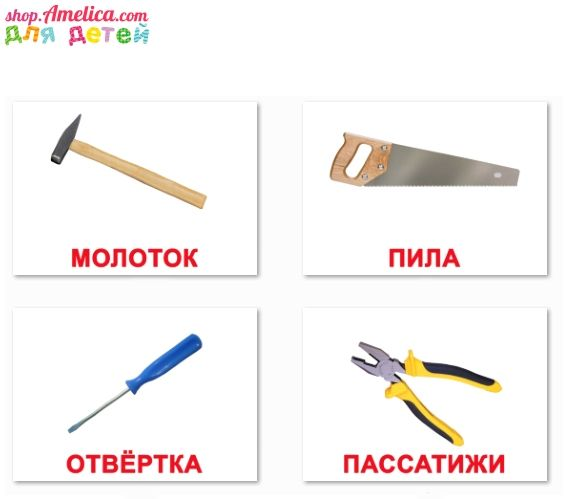 shop.Amelica.com
для детей
МОЛОТОК
ПИЛА
ОТВЁРТКА
ПАССАТИЖИ